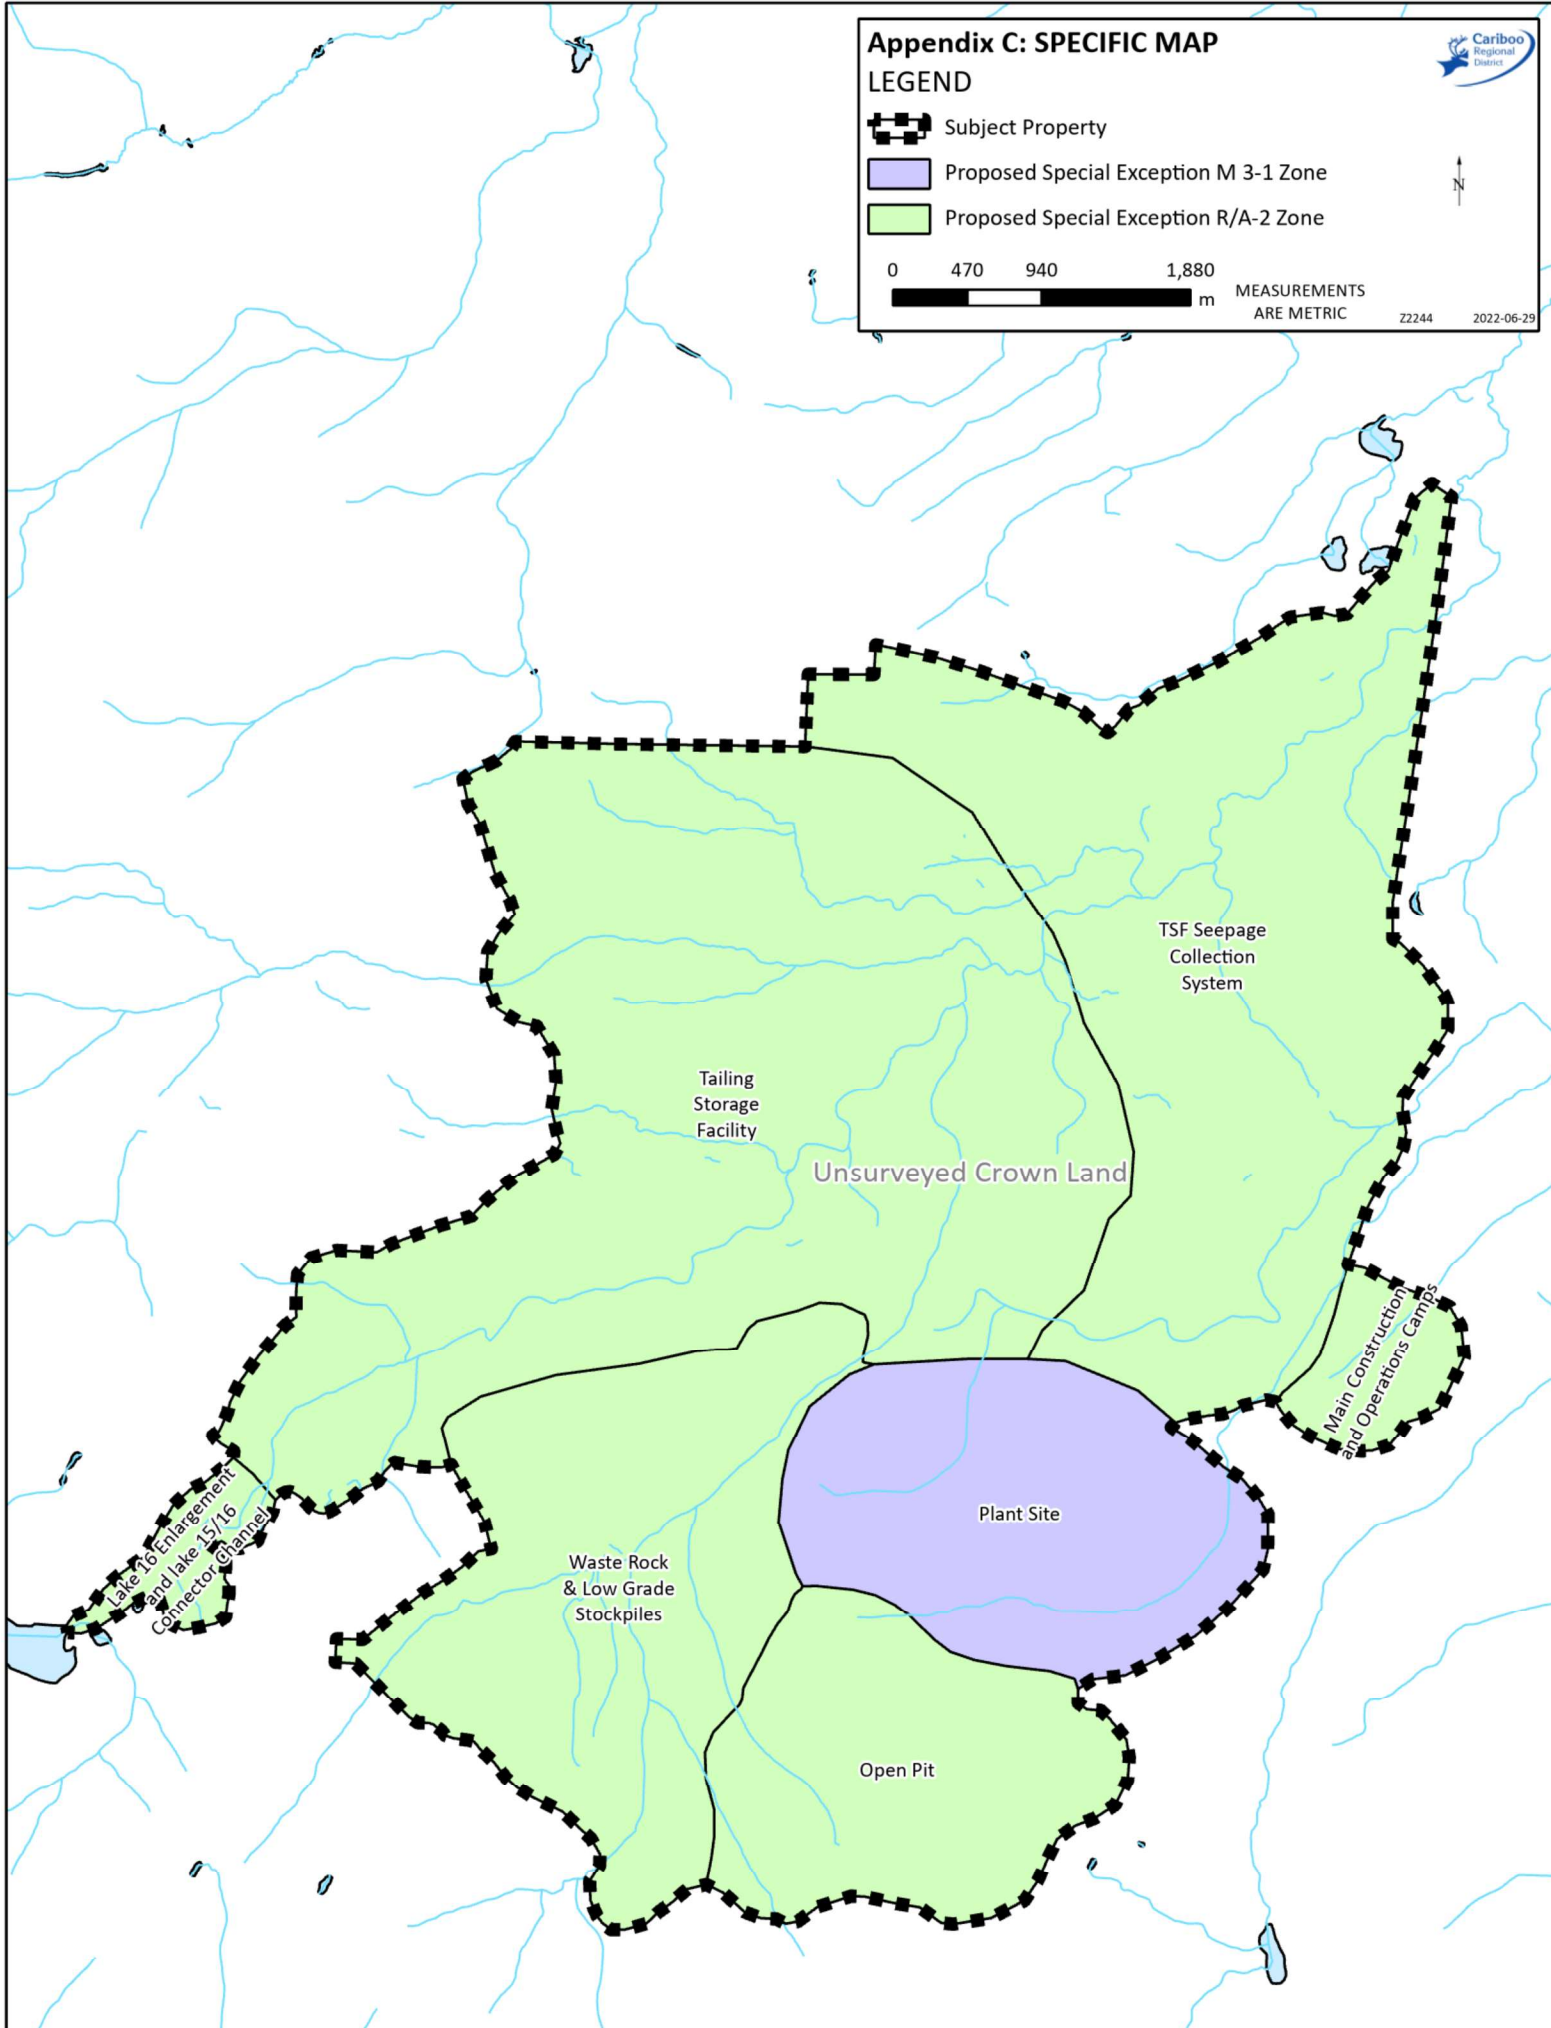 Appendix C: SPECIFIC MAP
Cariboo
Regional
District
LEGEND
Subject Property
Proposed Special Exception M 3-1 Zone
N
Proposed Special Exception R/A-2 Zone
0 470 940 1,880
m
MEASUREMENTS
ARE METRIC
Z2244 2022-06-29
TSF Seepage
Collection
System
Tailing
Storage
Facility
Unsurveyed Crown Land
Main Construction
and Operations Camps
Lake 16 Enlargement
and lake 15/16
Connector Channel
Plant Site
Waste Rock
& Low Grade
Stockpiles
Open Pit